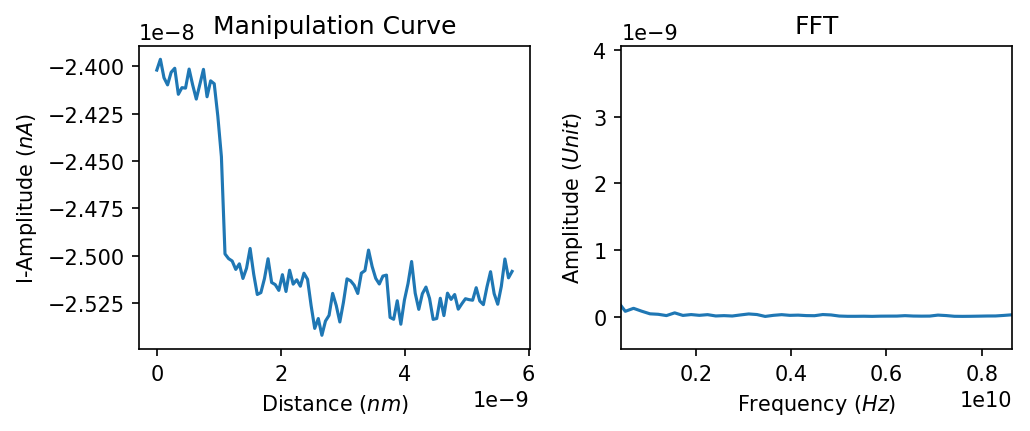 Manipulation Curve
1e−8
−2.400
−2.425
−2.450
−2.475
−2.500
−2.525
I-Amplitude (nA)
0
2
4
6
1e−9
Distance (nm)
FFT
1e−9
4
3
2
1
0
Amplitude (Unit)
0.2
0.4
0.6
0.8
1e10
Frequency (Hz)